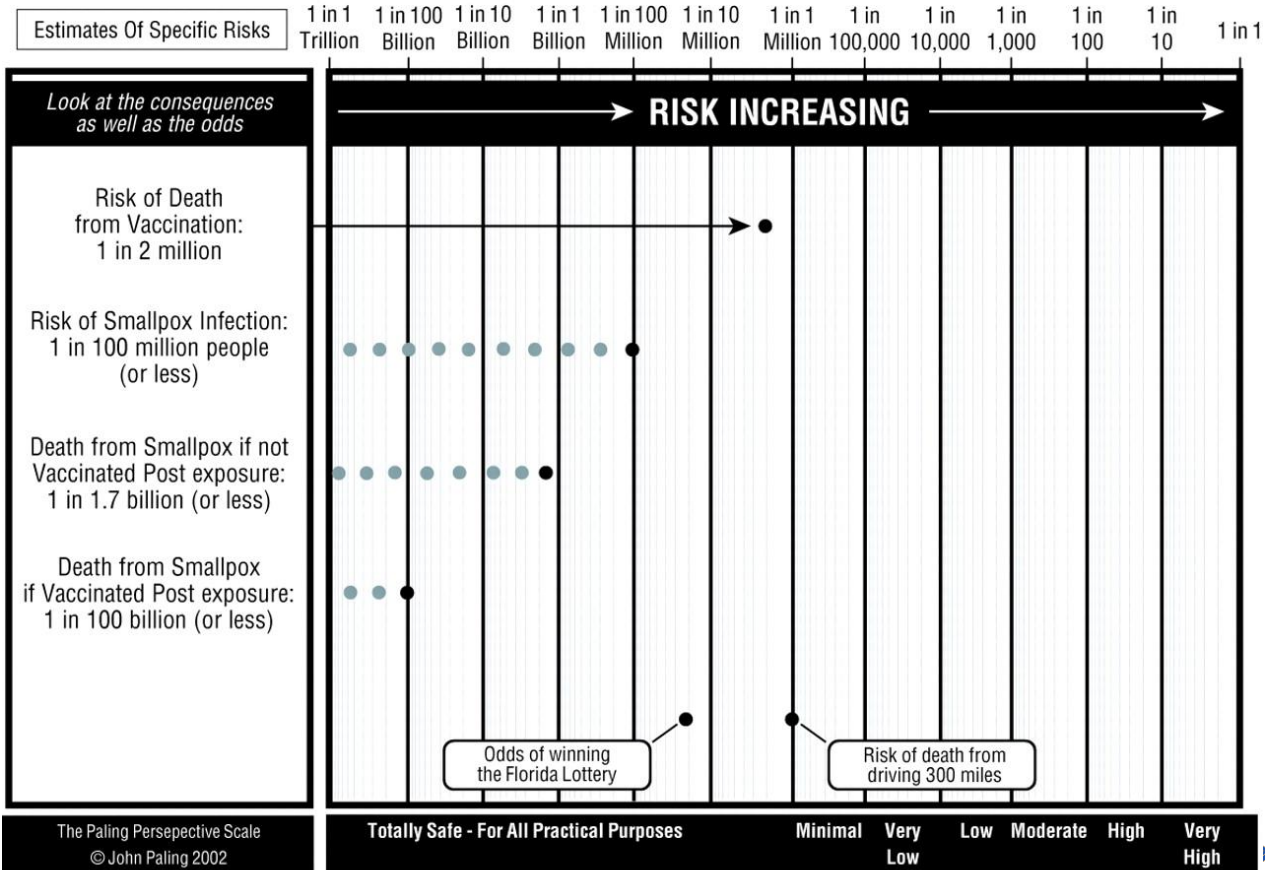 Estimates Of Specific Risks
1 in 1 Trillion
1 in 100 Billion
1 in 10 Billion
1 in 1 Billion
1 in 100 Million
1 in 10 Million
1 in 1 Million
1 in 100,000
1 in 10,000
1 in 1,000
1 in 100
1 in 10
1 in 1
Look at the consequences
as well as the odds
RISK INCREASING
Risk of Death
from Vaccination:
1 in 2 million
Risk of Smallpox Infection:
1 in 100 million people
(or less)
Death from Smallpox if not
Vaccinated Post exposure:
1 in 1.7 billion (or less)
Death from Smallpox
if Vaccinated Post exposure:
1 in 100 billion (or less)
Odds of winning
the Florida Lottery
Risk of death from
driving 300 miles
The Paling Persepective Scale
© John Paling 2002
Totally Safe - For All Practical Purposes
Minimal
Very
Low
Low
Moderate
High
Very
High